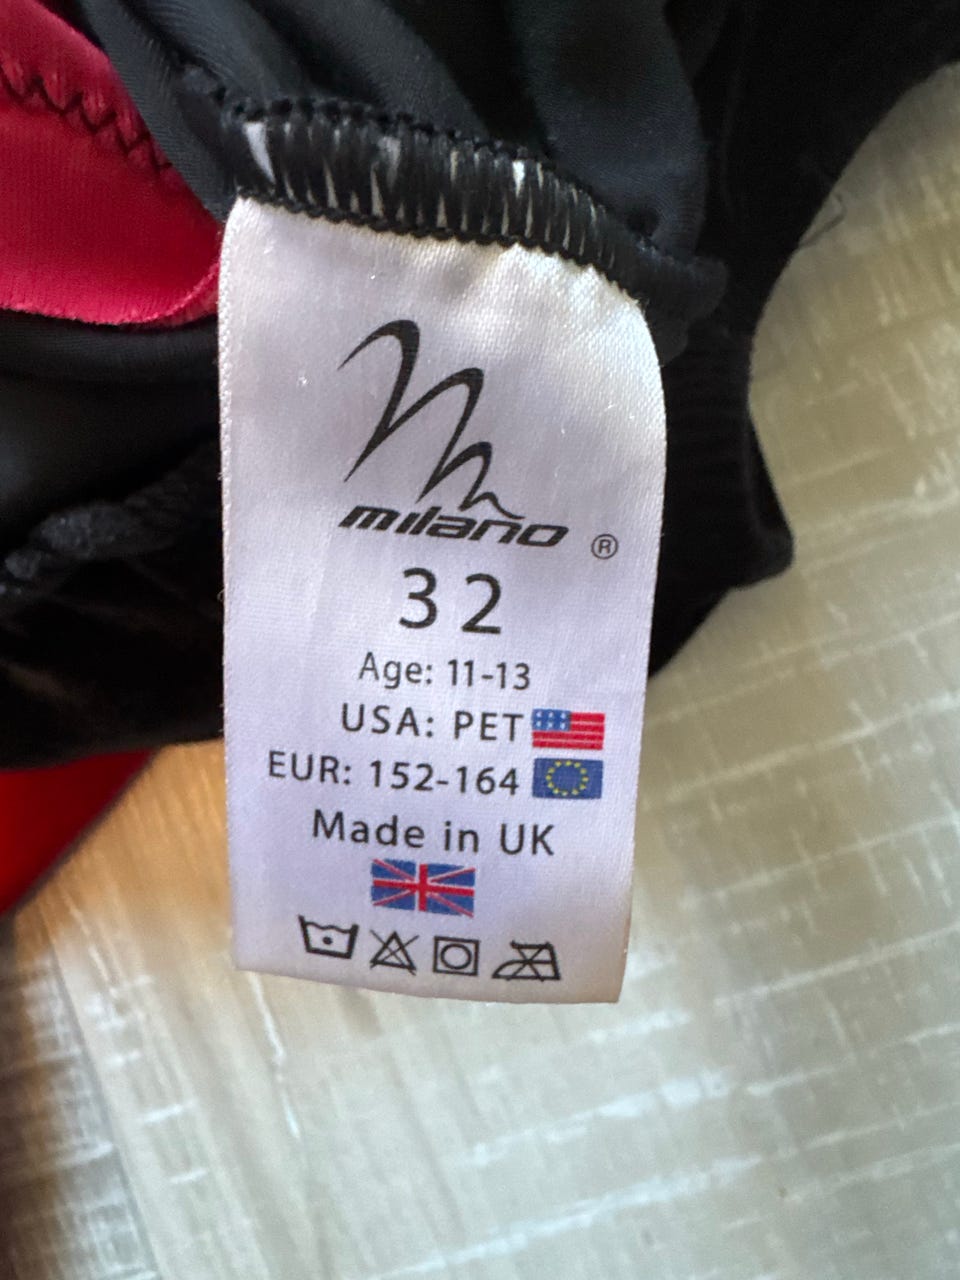 milano ®
32
Age: 11-13
USA: PET
EUR: 152-164
Made in UK